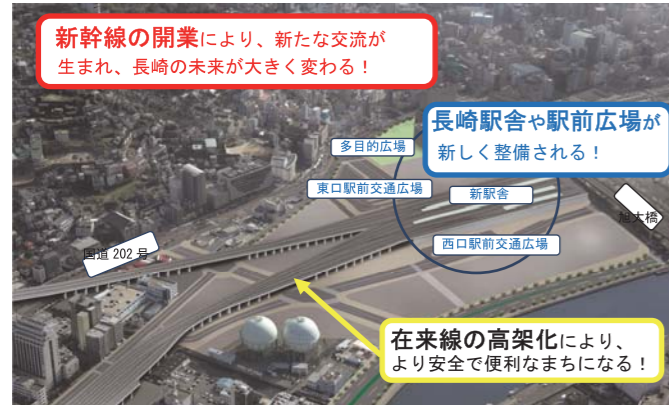 新幹線の開業により、新たな交流が
生まれ、長崎の未来が大きく変わる！
長崎駅舎や駅前広場が
新しく整備される！
多目的広場
東口駅前交通広場
新駅舎
旭大橋
国道 202 号
西口駅前交通広場
在来線の高架化により、
より安全で便利なまちになる！